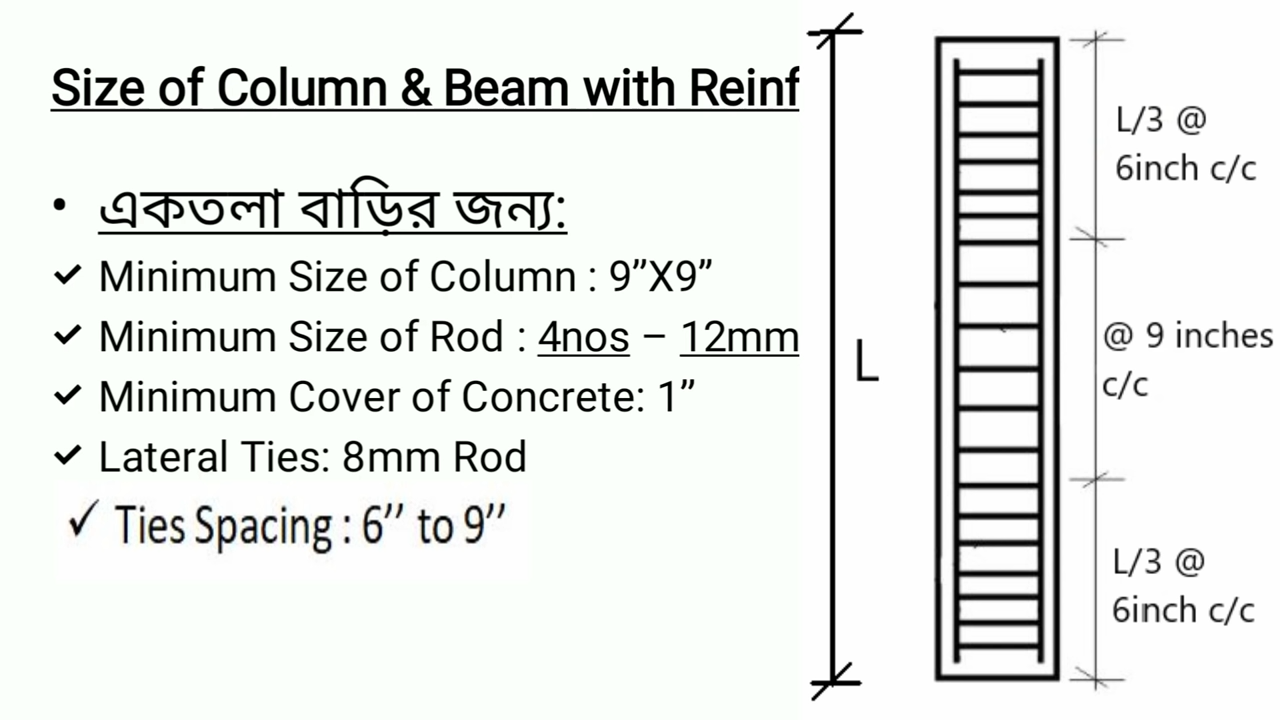 Size of Column & Beam with Reinf
• একতলা বাড়ির জন্য:
✔ Minimum Size of Column : 9”X9”
✔ Minimum Size of Rod : 4nos – 12mm
✔ Minimum Cover of Concrete: 1”
✔ Lateral Ties: 8mm Rod
✓ Ties Spacing : 6’’ to 9’’
L
L/3 @
6inch c/c
@ 9 inches
c/c
L/3 @
6inch c/c